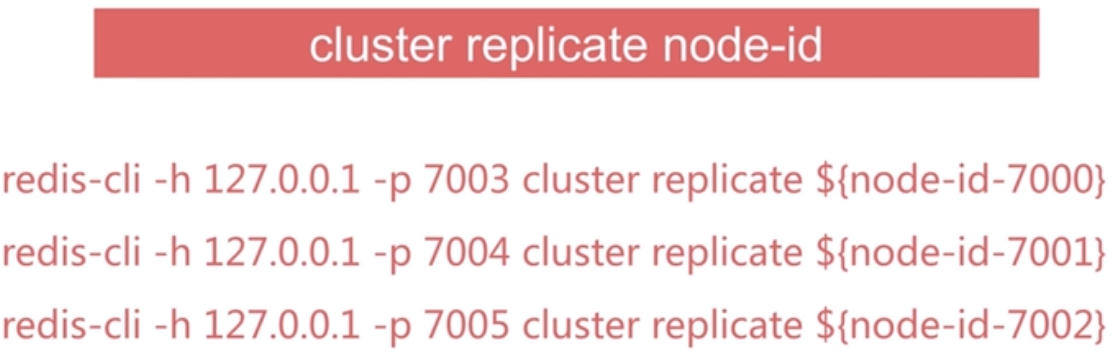 cluster replicate node-id
redis-cli -h 127.0.0.1 -p 7003 cluster replicate ${node-id-7000}
redis-cli -h 127.0.0.1 -p 7004 cluster replicate ${node-id-7001}
redis-cli -h 127.0.0.1 -p 7005 cluster replicate ${node-id-7002}